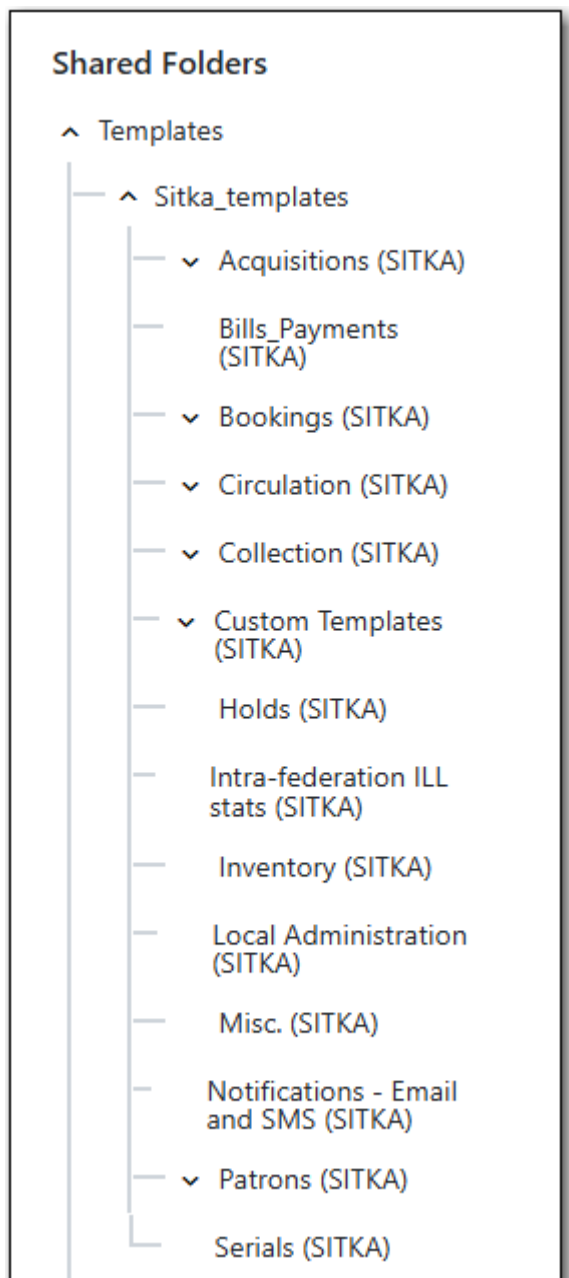 Shared Folders
Templates
Sitka_templates
Acquisitions (SITKA)
Bills_Payments
(SITKA)
Bookings (SITKA)
Circulation (SITKA)
Collection (SITKA)
Custom Templates
(SITKA)
Holds (SITKA)
Intra-federation ILL
stats (SITKA)
Inventory (SITKA)
Local Administration
(SITKA)
Misc. (SITKA)
Notifications - Email
and SMS (SITKA)
Patrons (SITKA)
Serials (SITKA)